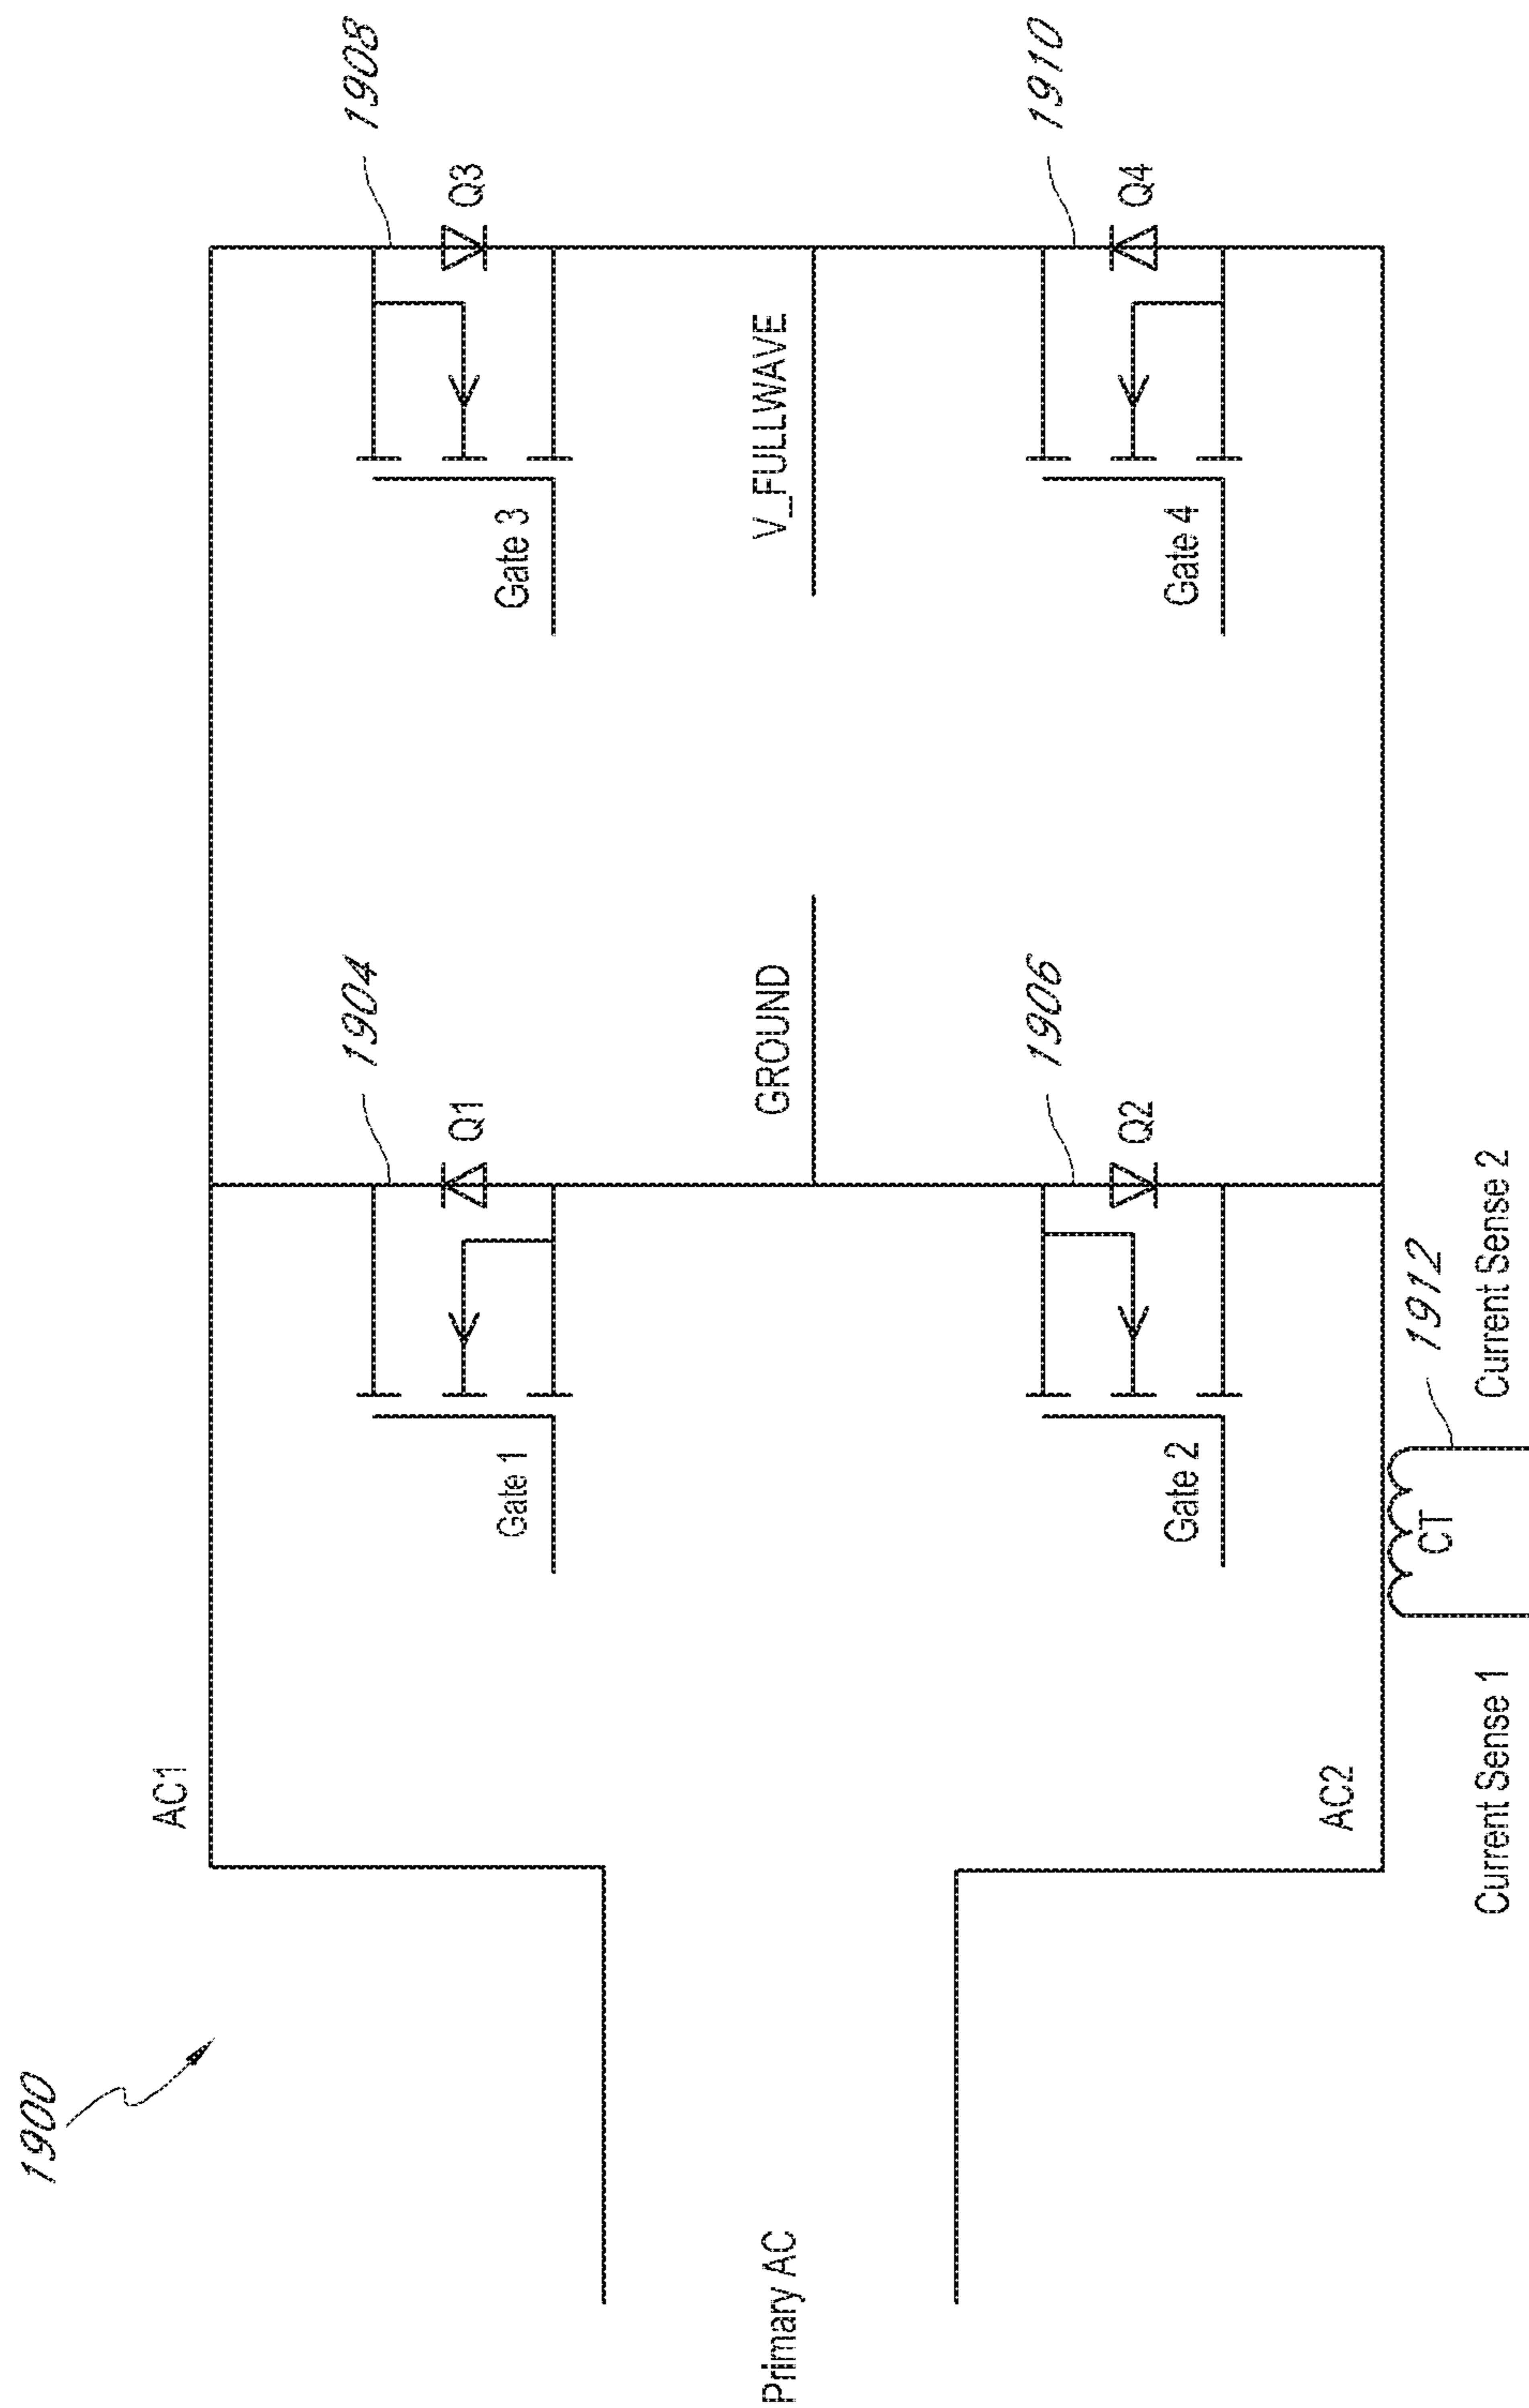 1900
Primary AC
AC1
AC2
Gate 1
Q1
1904
Gate 2
Q2
1906
GROUND
V_FULLWAVE
Gate 3
Q3
1908
Gate 4
Q4
1910
CT
1912
Current Sense 1
Current Sense 2